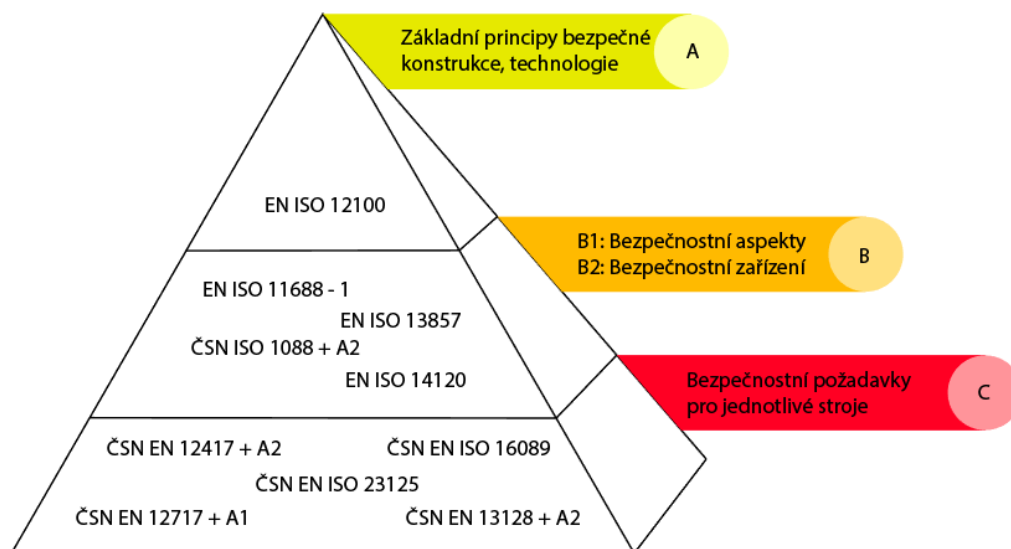 Základní principy bezpečné
konstrukce, technologie
A
EN ISO 12100
B1: Bezpečnostní aspekty
B2: Bezpečnostní zařízení
B
EN ISO 11688 - 1
EN ISO 13857
ČSN ISO 1088 + A2
EN ISO 14120
Bezpečnostní požadavky
pro jednotlivé stroje
C
ČSN EN 12417 + A2
ČSN EN ISO 16089
ČSN EN ISO 23125
ČSN EN 12717 + A1
ČSN EN 13128 + A2